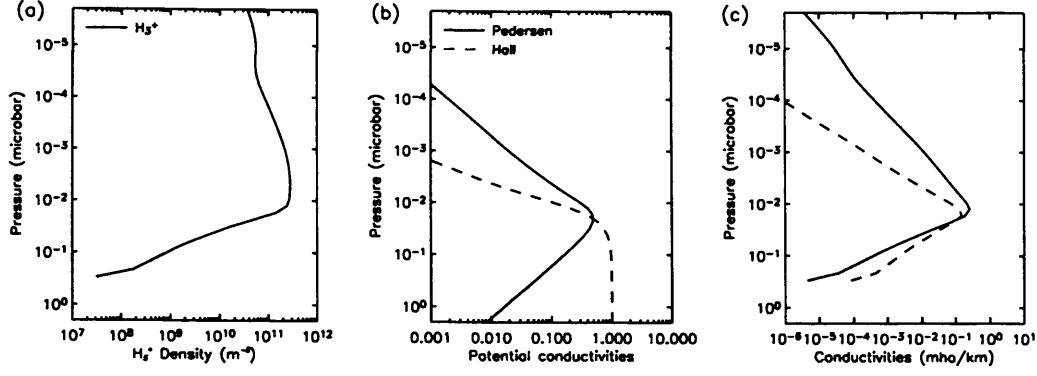 (a)
H₃⁺
Pressure (microbar)
10⁻⁵
10⁻⁴
10⁻³
10⁻²
10⁻¹
10⁰
10⁷ 10⁸ 10⁹ 10¹⁰ 10¹¹ 10¹²
H₃⁺ Density (m⁻³)
(b)
Pedersen
Hall
Pressure (microbar)
10⁻⁵
10⁻⁴
10⁻³
10⁻²
10⁻¹
10⁰
0.001 0.010 0.100 1.000 10.000
Potential conductivities
(c)
Pressure (microbar)
10⁻⁵
10⁻⁴
10⁻³
10⁻²
10⁻¹
10⁰
10⁻⁶ 10⁻⁵ 10⁻⁴ 10⁻³ 10⁻² 10⁻¹ 10⁰ 10¹
Conductivities (mho/km)